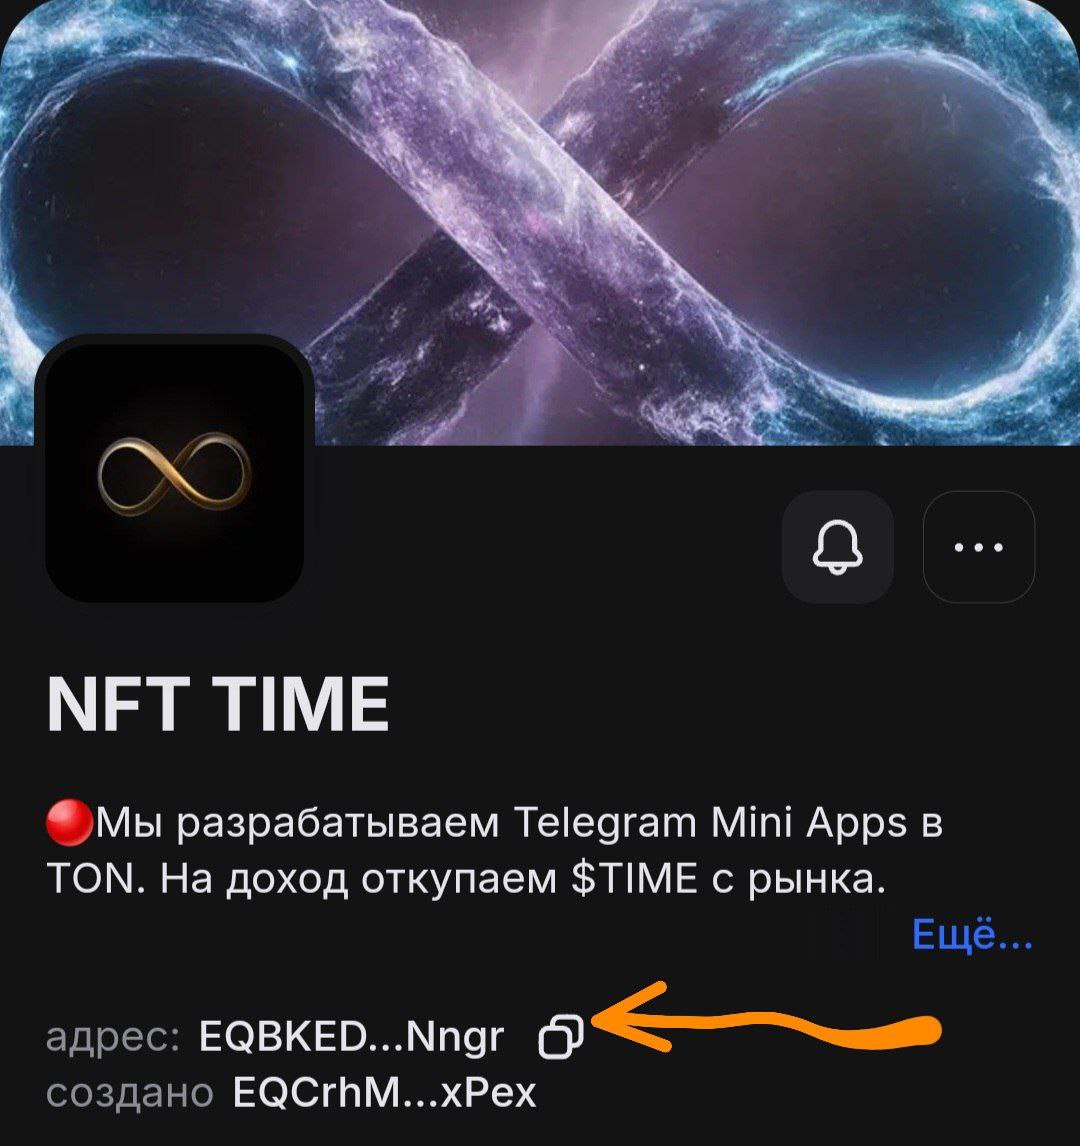 NFT TIME
🔴Мы разрабатываем Telegram Mini Apps в
TON. На доход откупаем $TIME с рынка.
Ещё...
адрес: EQBKED...Nngr
создано EQCrhM...xPex